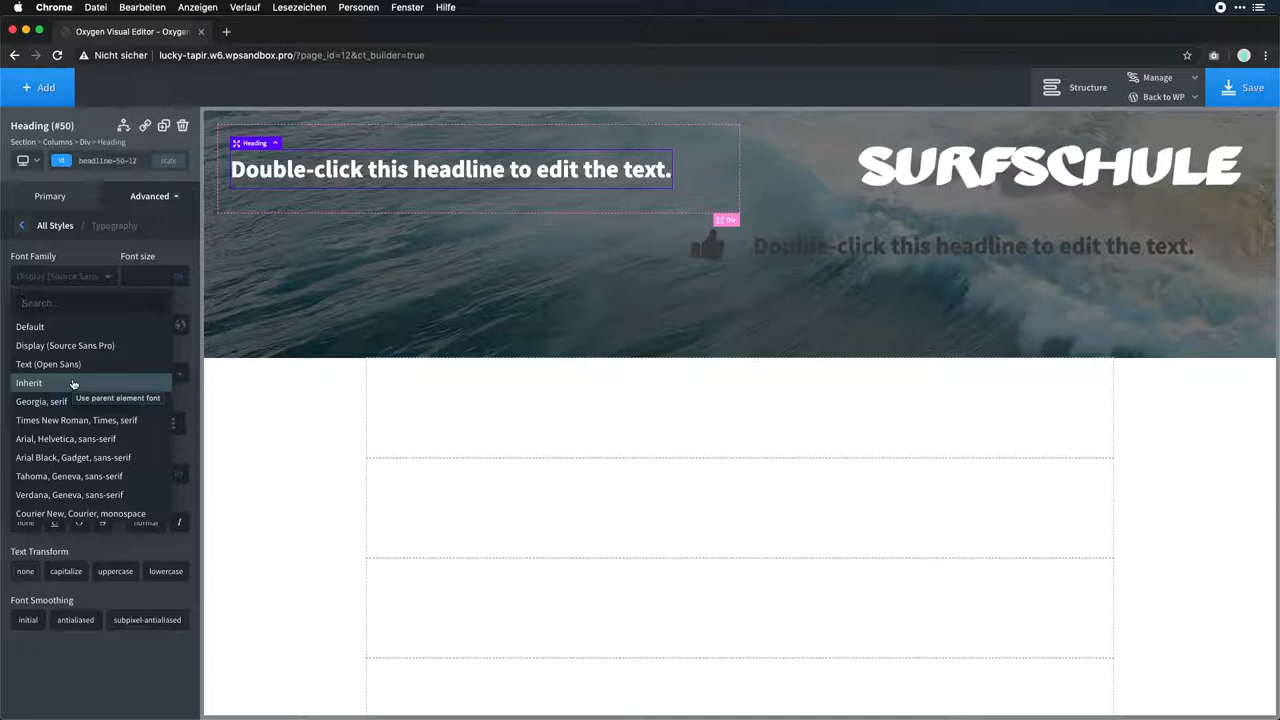 Chrome Datei Bearbeiten Anzeigen Verlauf Lesezeichen Personen Fenster Hilfe
Oxygen Visual Editor - Oxygen
Nicht sicher lucky-tapir.w6.wpsandbox.pro/?page_id=12&ct_builder=true
+ Add
Structure
Manage
Back to WP
Save
Heading (#50)
Section > Columns > Div > Heading
id headline-50-12 state
Primary Advanced
All Styles Typography
Font Family Font size
Display (Source Sans
Search...
Default
Display (Source Sans Pro)
Text (Open Sans)
Inherit
Use parent element font
Georgia, serif
Times New Roman, Times, serif
Arial, Helvetica, sans-serif
Arial Black, Gadget, sans-serif
Tahoma, Geneva, sans-serif
Verdana, Geneva, sans-serif
Courier New, Courier, monospace
none normal I
Text Transform
none capitalize uppercase lowercase
Font Smoothing
initial antialiased subpixel-antialiased
Heading
Double-click this headline to edit the text.
Div
SURFSCHULE
Double-click this headline to edit the text.